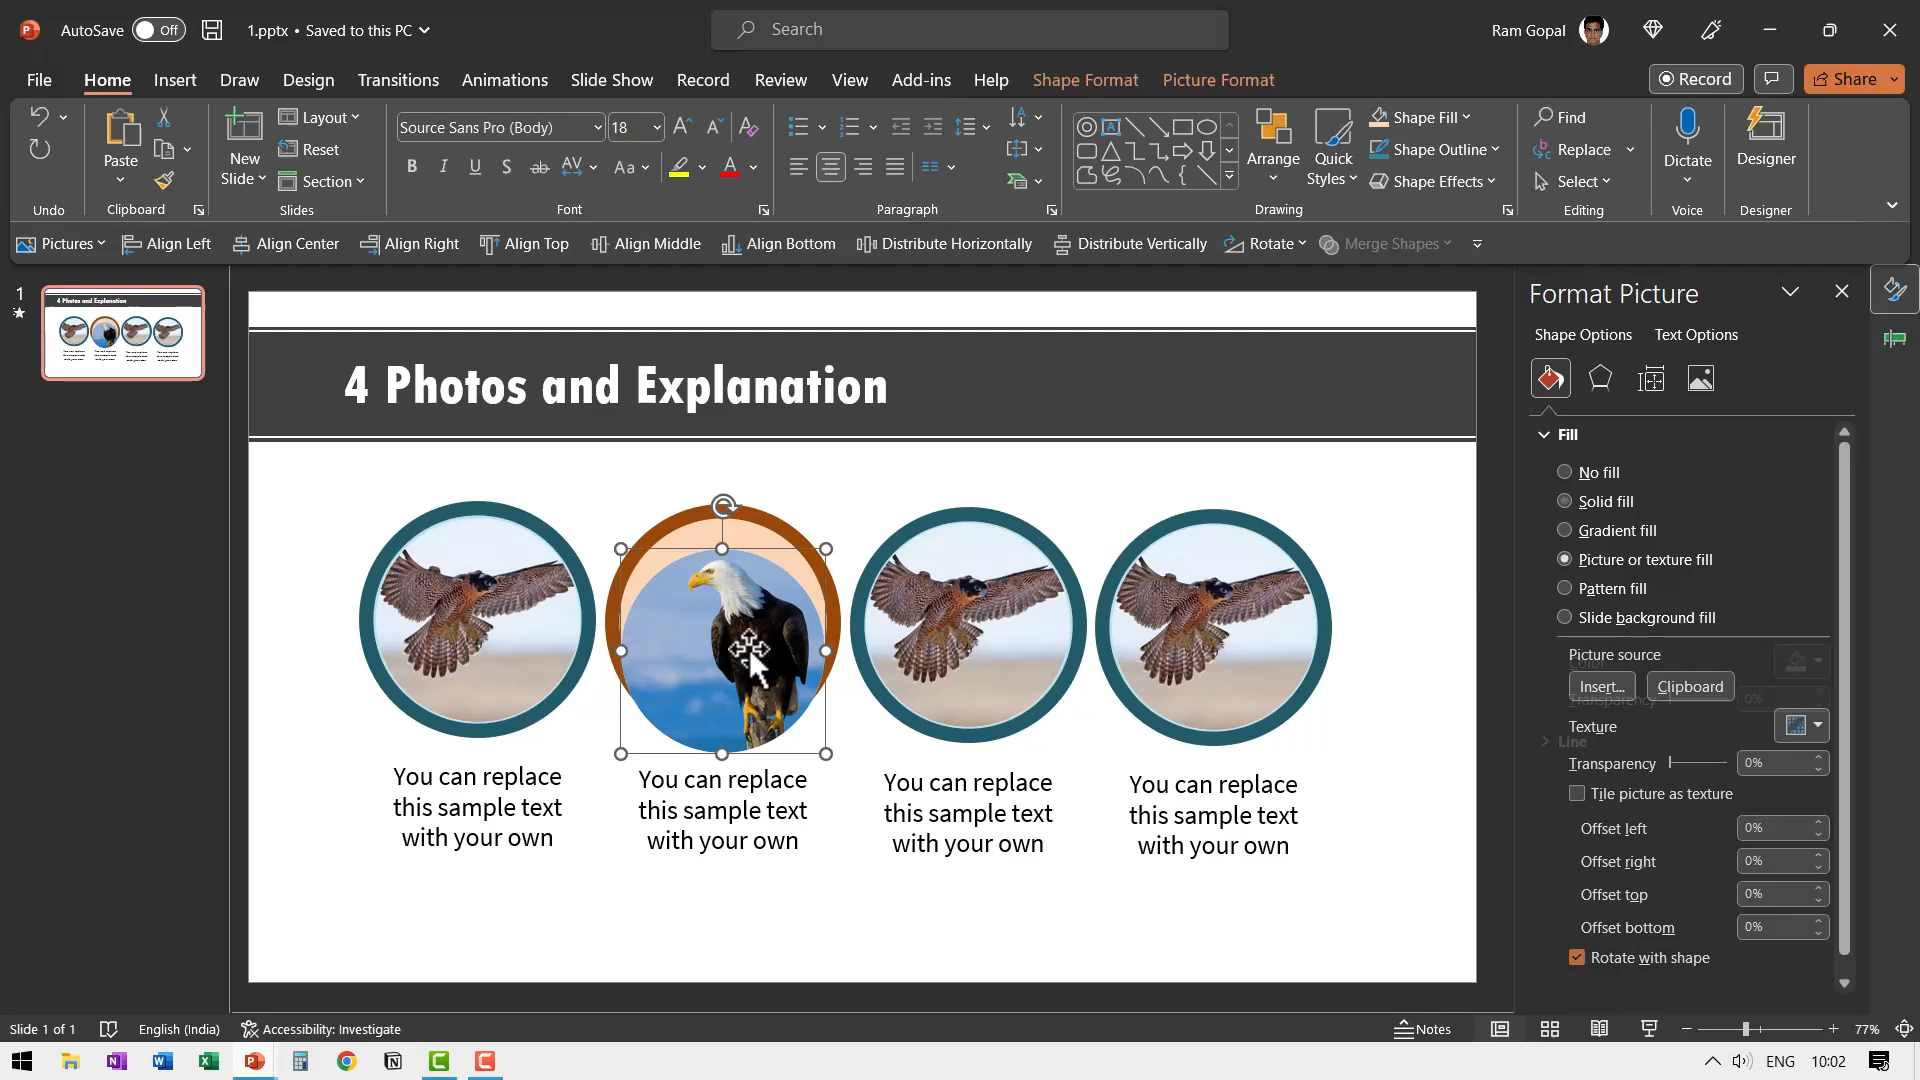 AutoSave Off 1.pptx • Saved to this PC Search Ram Gopal
File Home Insert Draw Design Transitions Animations Slide Show Record Review View Add-ins Help Shape Format Picture Format Record Share
Paste
New
Slide
Layout
Reset
Section
Source Sans Pro (Body) 18
Arrange
Quick
Styles
Shape Fill
Shape Outline
Shape Effects
Find
Replace
Select
Dictate
Designer
Undo Clipboard Slides Font Paragraph Drawing Editing Voice Designer
Pictures Align Left Align Center Align Right Align Top Align Middle Align Bottom Distribute Horizontally Distribute Vertically Rotate Merge Shapes
1
4 Photos and Explanation
You can replace
this sample text
with your own
You can replace
this sample text
with your own
You can replace
this sample text
with your own
You can replace
this sample text
with your own
Format Picture
Shape Options Text Options
Fill
No fill
Solid fill
Gradient fill
Picture or texture fill
Pattern fill
Slide background fill
Picture source
Color
Insert... Clipboard
Transparency 0%
Texture
Line
Transparency 0%
Tile picture as texture
Offset left 0%
Offset right 0%
Offset top 0%
Offset bottom 0%
Rotate with shape
Slide 1 of 1 English (India) Accessibility: Investigate Notes 77%
ENG 10:02